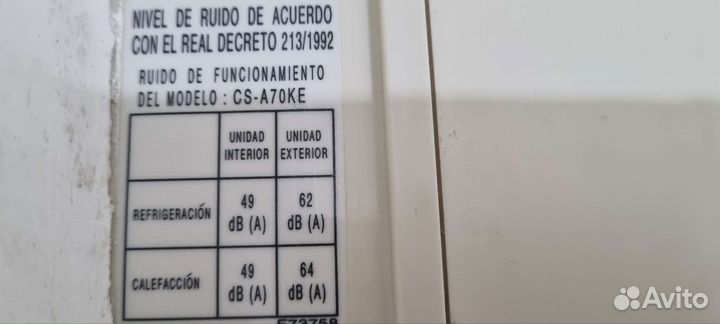 NIVEL DE RUIDO DE ACUERDO
CON EL REAL DECRETO 213/1992
RUIDO DE FUNCIONAMIENTO
DEL MODELO : CS-A70KE
UNIDAD INTERIOR
UNIDAD EXTERIOR
REFRIGERACIÓN
49 dB (A)
62 dB (A)
CALEFACCIÓN
49 dB (A)
64 dB (A)
F73758
Avito